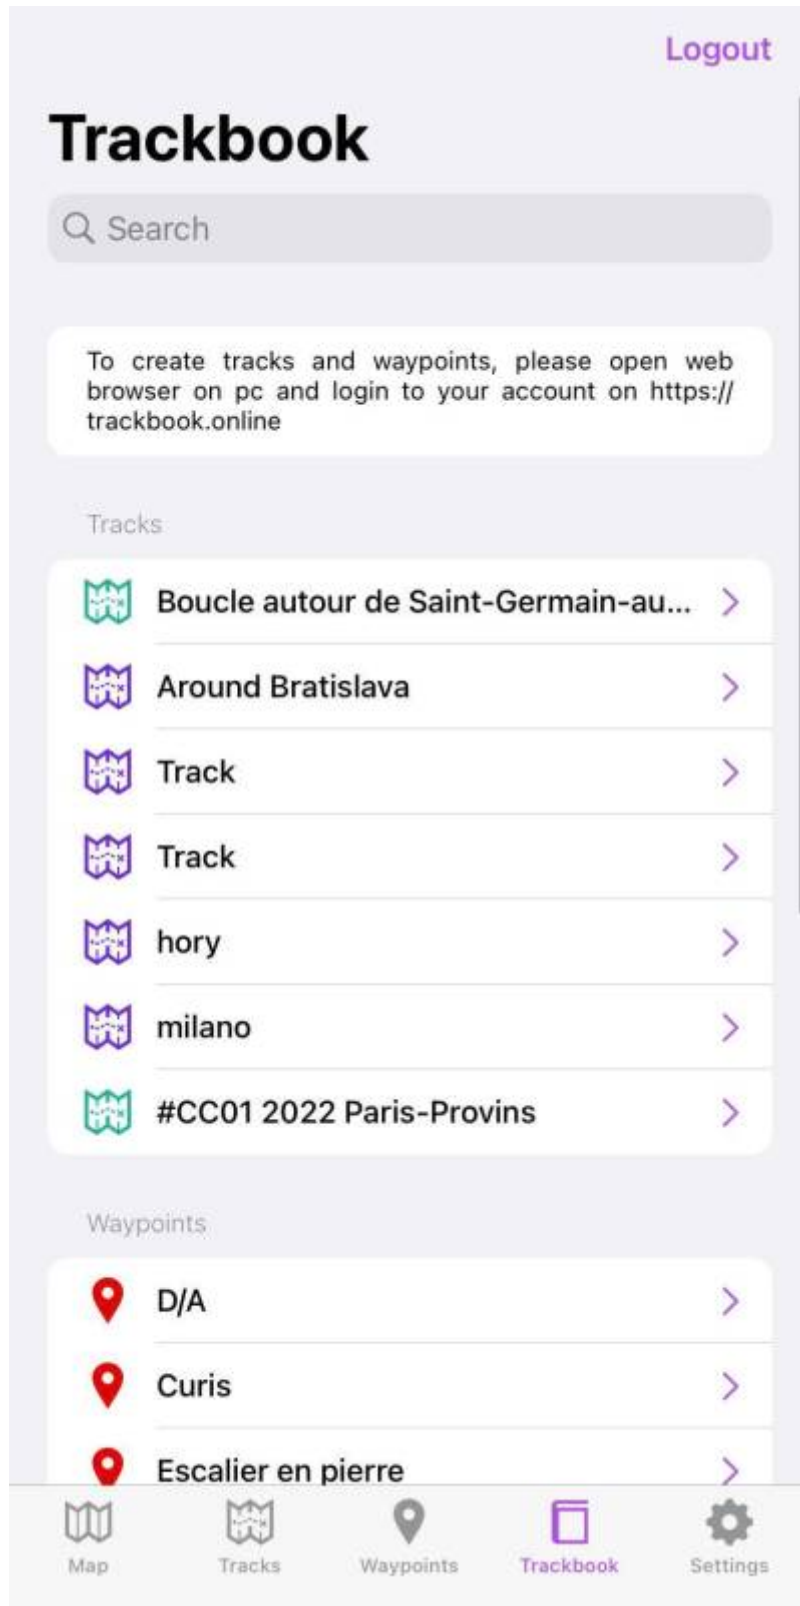 Logout
Trackbook
Search
To create tracks and waypoints, please open web
browser on pc and login to your account on https://
trackbook.online
Tracks
Boucle autour de Saint-Germain-au...
Around Bratislava
Track
Track
hory
milano
#CC01 2022 Paris-Provins
Waypoints
D/A
Curis
Escalier en pierre
Map Tracks Waypoints Trackbook Settings